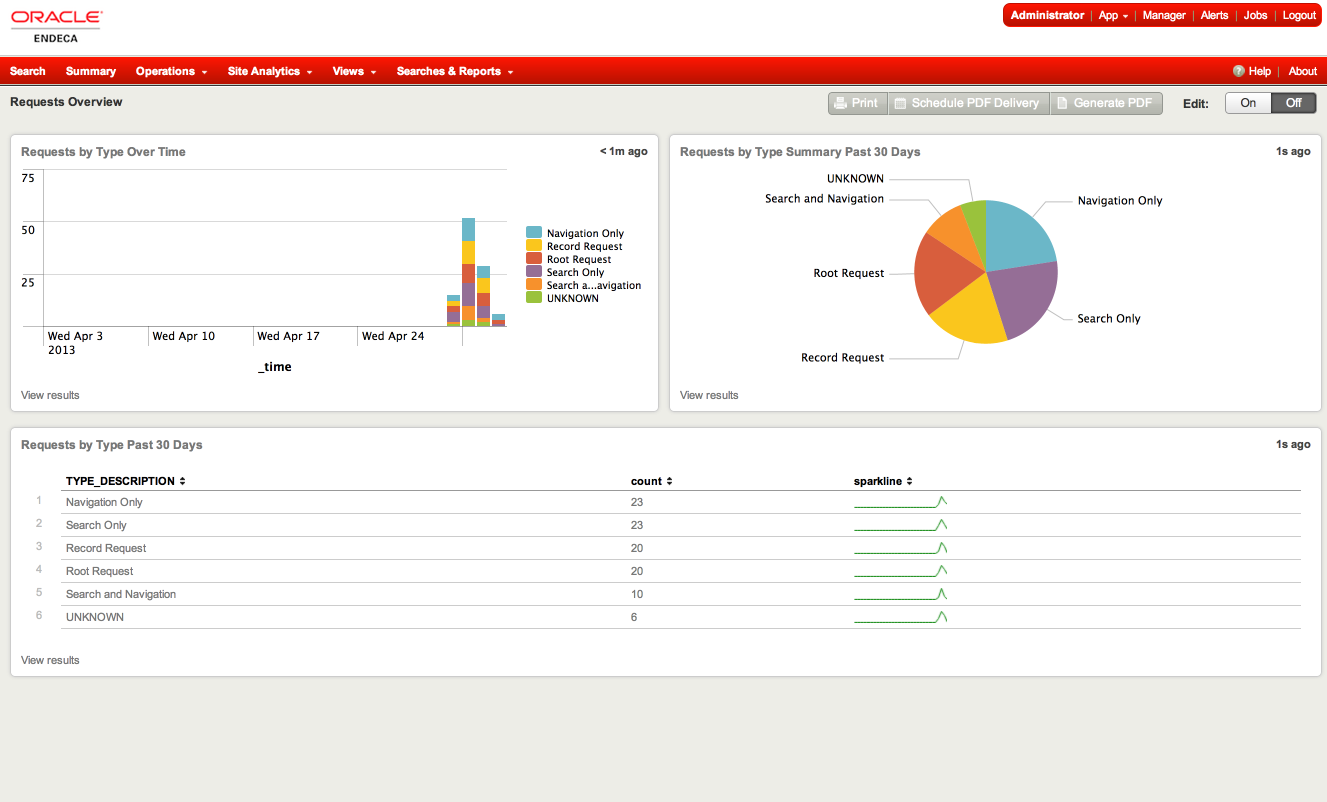 ORACLE
ENDECA
Administrator App Manager Alerts Jobs Logout
Search Summary Operations Site Analytics Views Searches & Reports ? Help About
Requests Overview Print Schedule PDF Delivery Generate PDF Edit: On Off
Requests by Type Over Time < 1m ago
75
50
25
Navigation Only
Record Request
Root Request
Search Only
Search a...avigation
UNKNOWN
Wed Apr 3 Wed Apr 10 Wed Apr 17 Wed Apr 24
2013
_time
View results
Requests by Type Summary Past 30 Days 1s ago
UNKNOWN
Search and Navigation
Navigation Only
Root Request
Search Only
Record Request
View results
Requests by Type Past 30 Days 1s ago
TYPE_DESCRIPTION count sparkline
1 Navigation Only 23
2 Search Only 23
3 Record Request 20
4 Root Request 20
5 Search and Navigation 10
6 UNKNOWN 6
View results